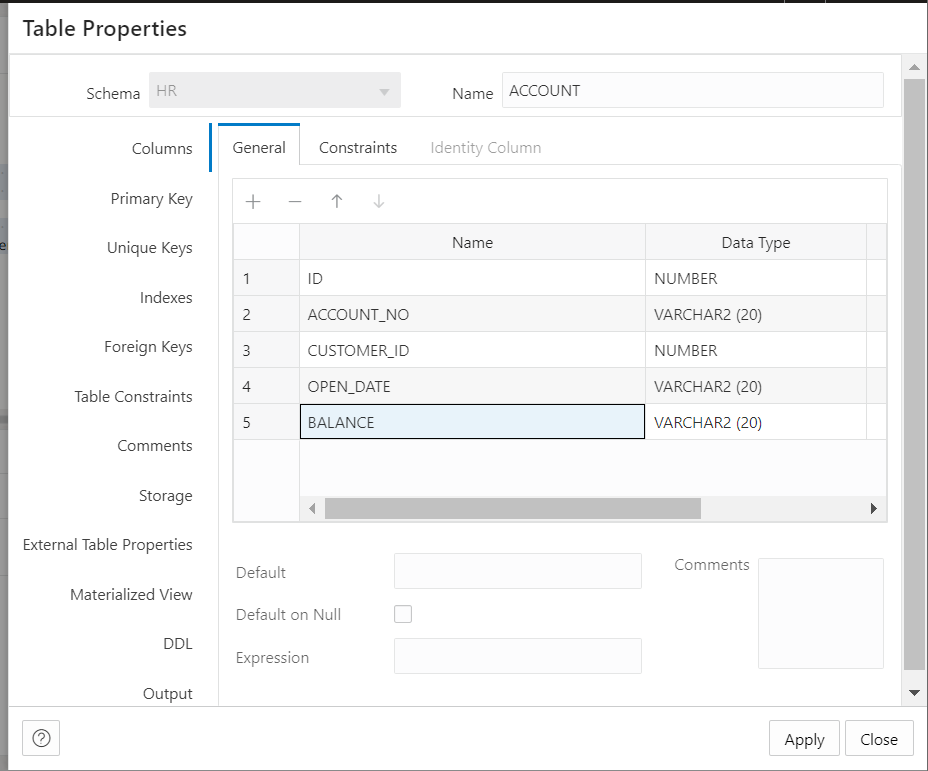 Table Properties
Schema HR Name ACCOUNT
Columns
Primary Key
Unique Keys
Indexes
Foreign Keys
Table Constraints
Comments
Storage
External Table Properties
Materialized View
DDL
Output
General Constraints Identity Column
Name Data Type
1 ID NUMBER
2 ACCOUNT_NO VARCHAR2 (20)
3 CUSTOMER_ID NUMBER
4 OPEN_DATE VARCHAR2 (20)
5 BALANCE VARCHAR2 (20)
Default
Default on Null
Expression
Comments
? Apply Close